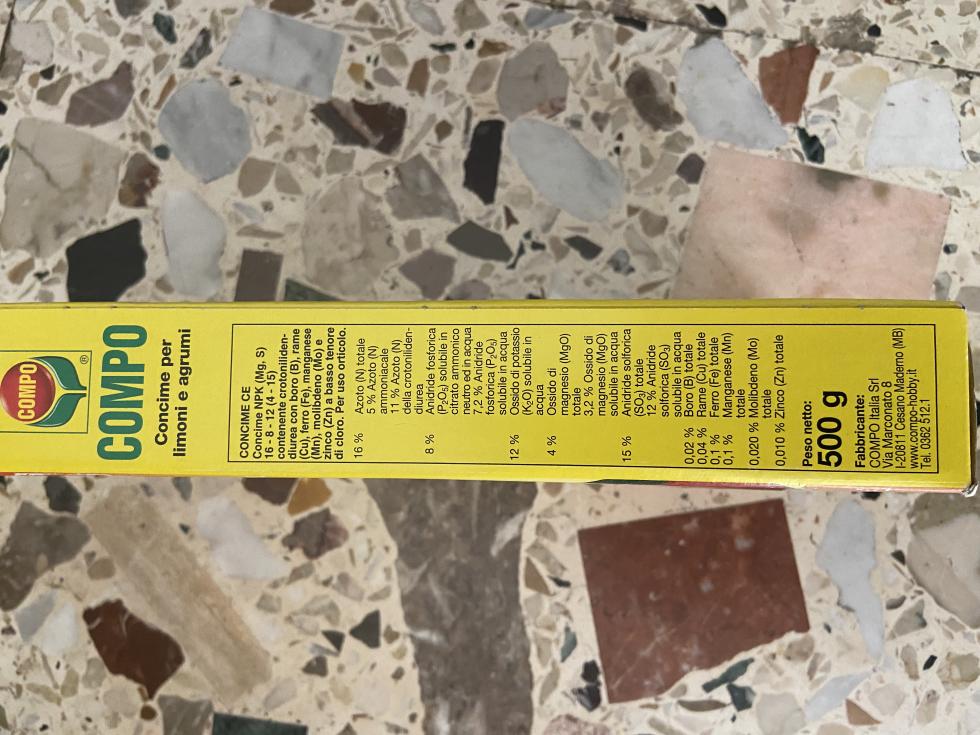 COMPO
®
COMPO
Concime per
limoni e agrumi
CONCIME CE
Concime NPK (Mg, S)
16 - 8 - 12 (4 - 15)
contenente crotoniliden-
diurea con boro (B), rame
(Cu), ferro (Fe), manganese
(Mn), molibdeno (Mo) e
zinco (Zn) a basso tenore
di cloro. Per uso orticolo.
16 % Azoto (N) totale
5 % Azoto (N)
ammoniacale
11 % Azoto (N)
della crotoniliden-
diurea
8 % Anidride fosforica
(P₂O₅) solubile in
citrato ammonico
neutro ed in acqua
7,2 % Anidride
fosforica (P₂O₅)
solubile in acqua
12 % Ossido di potassio
(K₂O) solubile in
acqua
4 % Ossido di
magnesio (MgO)
totale
3,2 % Ossido di
magnesio (MgO)
solubile in acqua
15 % Anidride solforica
(SO₃) totale
12 % Anidride
solforica (SO₃)
solubile in acqua
0,02 % Boro (B) totale
0,04 % Rame (Cu) totale
0,1 % Ferro (Fe) totale
0,1 % Manganese (Mn)
totale
0,020 % Molibdeno (Mo)
totale
0,010 % Zinco (Zn) totale
Peso netto:
500 g
Fabbricante:
COMPO Italia Srl
Via Marconato 8
I-20811 Cesano Maderno (MB)
www.compo-hobby.it
Tel. 0362 512.1